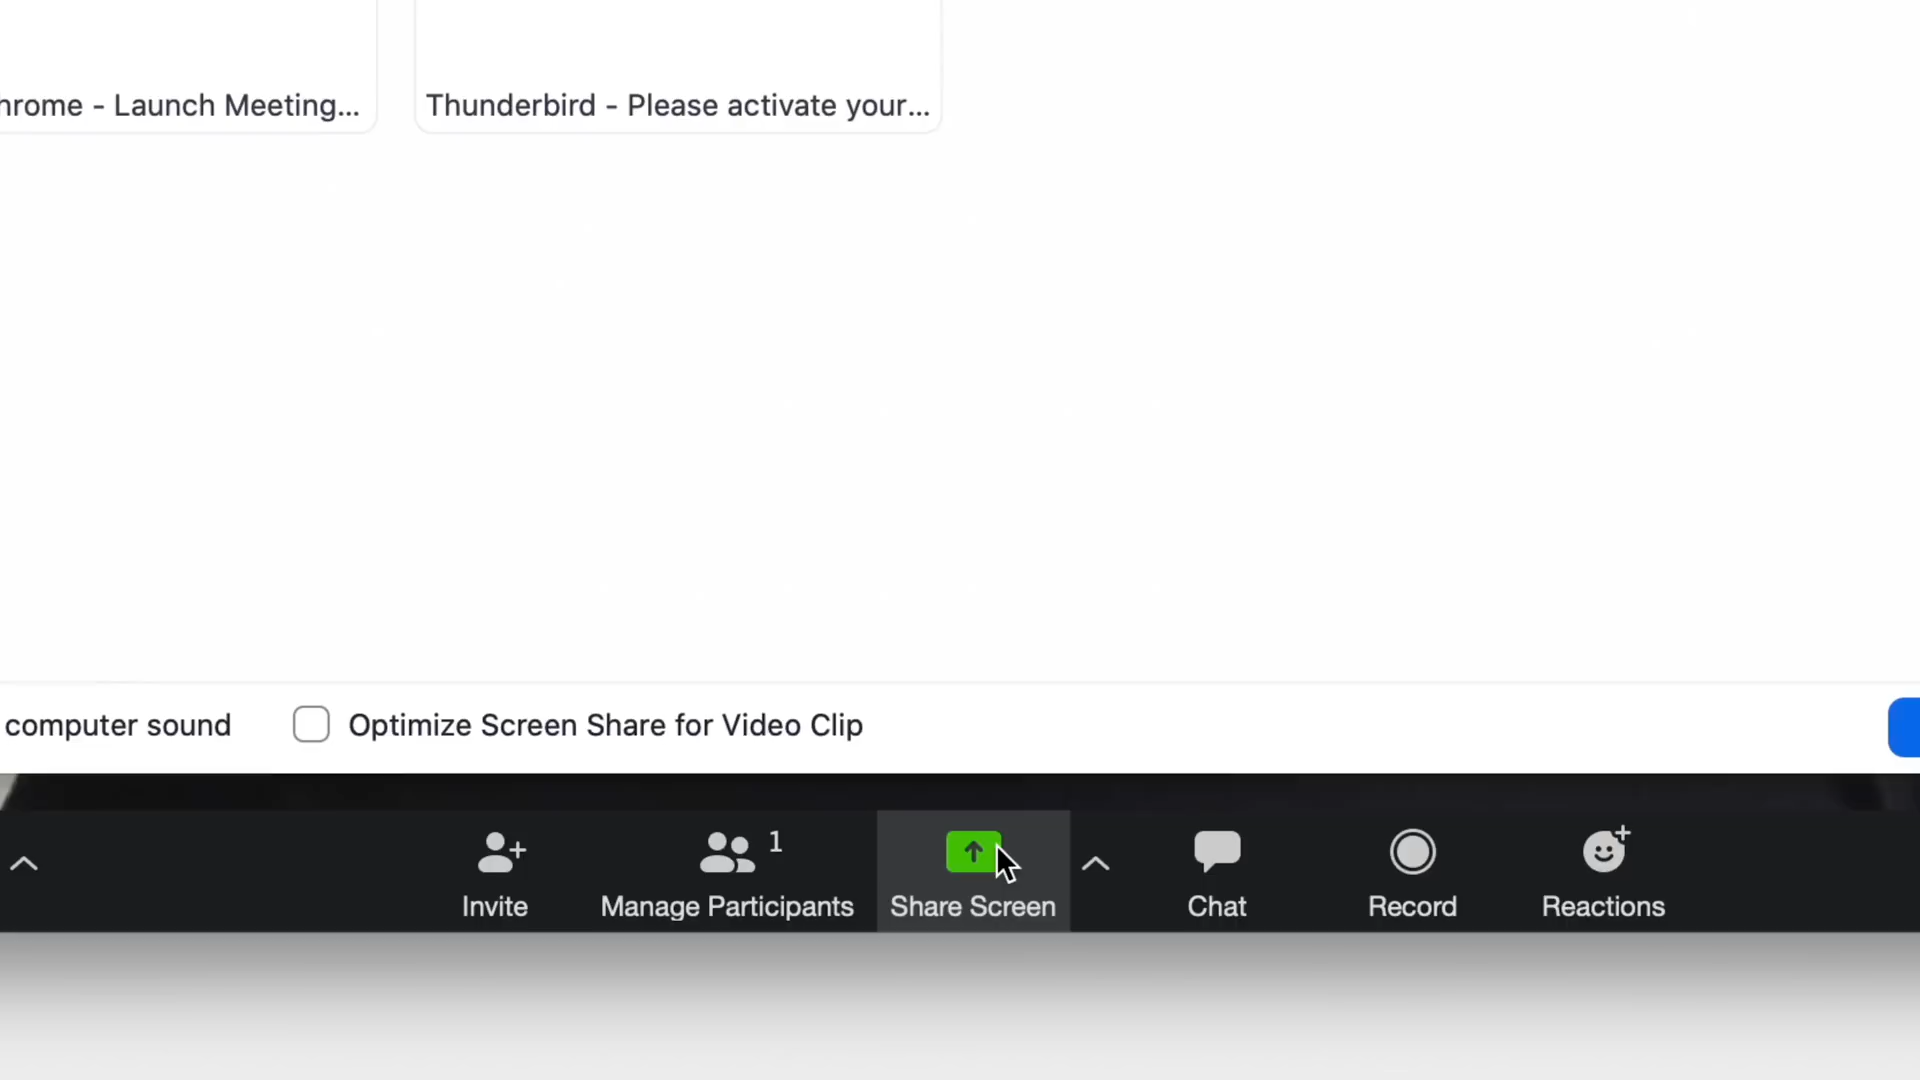 hrome - Launch Meeting...
Thunderbird - Please activate your...
computer sound
Optimize Screen Share for Video Clip
1
Invite
Manage Participants
Share Screen
Chat
Record
Reactions